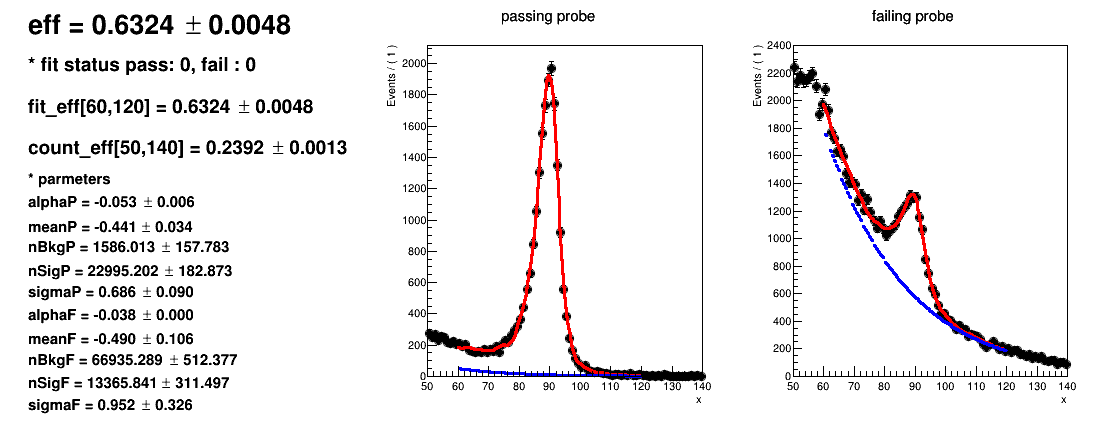 eff = 0.6324 ± 0.0048
* fit status pass: 0, fail : 0
fit_eff[60,120] = 0.6324 ± 0.0048
count_eff[50,140] = 0.2392 ± 0.0013
* parmeters
alphaP = -0.053 ± 0.006
meanP = -0.441 ± 0.034
nBkgP = 1586.013 ± 157.783
nSigP = 22995.202 ± 182.873
sigmaP = 0.686 ± 0.090
alphaF = -0.038 ± 0.000
meanF = -0.490 ± 0.106
nBkgF = 66935.289 ± 512.377
nSigF = 13365.841 ± 311.497
sigmaF = 0.952 ± 0.326
passing probe
Events / ( 1 )
2000
1800
1600
1400
1200
1000
800
600
400
200
0
50 60 70 80 90 100 110 120 130 140
x
failing probe
Events / ( 1 )
2400
2200
2000
1800
1600
1400
1200
1000
800
600
400
200
0
50 60 70 80 90 100 110 120 130 140
x